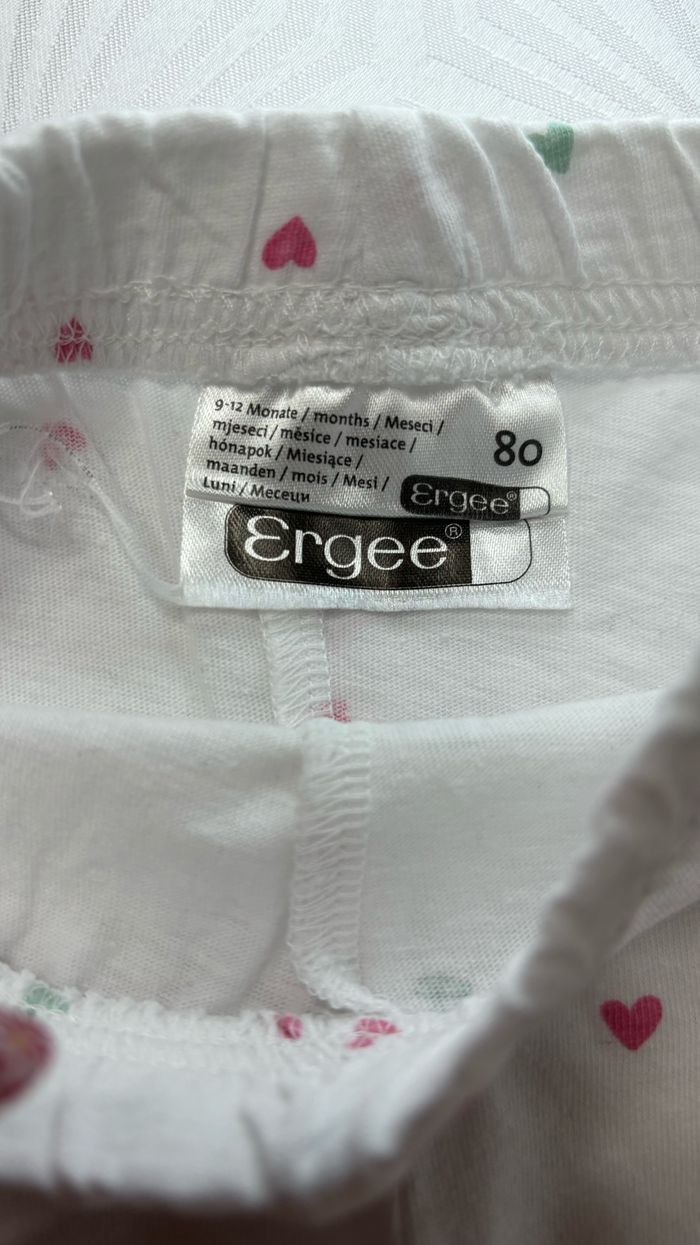 9-12 Monate / months / Meseci /
mjeseci / měsíce / mesiace /
hónapok / Miesiące /
maanden / mois / Mesi /
Luni / Месеци
80
Ergee®
Ergee®